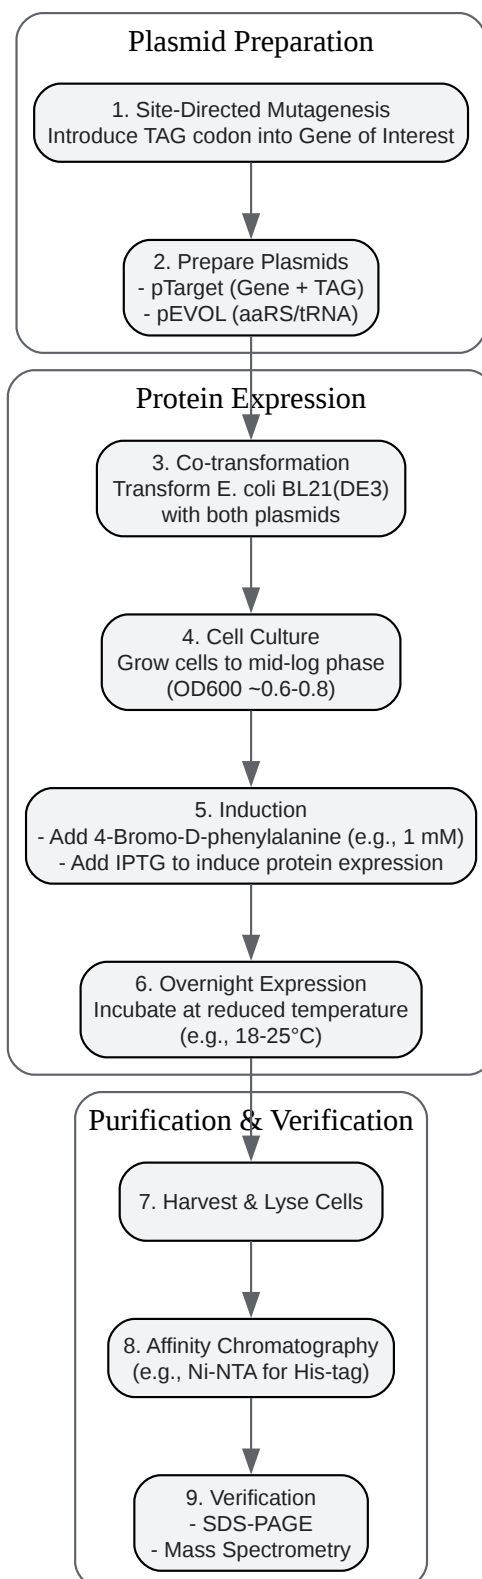 Plasmid Preparation
1. Site-Directed Mutagenesis
Introduce TAG codon into Gene of Interest
2. Prepare Plasmids
- pTarget (Gene + TAG)
- pEVOL (aaRS/tRNA)
Protein Expression
3. Co-transformation
Transform E. coli BL21(DE3)
with both plasmids
4. Cell Culture
Grow cells to mid-log phase
(OD600 ~0.6-0.8)
5. Induction
- Add 4-Bromo-D-phenylalanine (e.g., 1 mM)
- Add IPTG to induce protein expression
6. Overnight Expression
Incubate at reduced temperature
(e.g., 18-25°C)
Purification & Verification
7. Harvest & Lyse Cells
8. Affinity Chromatography
(e.g., Ni-NTA for His-tag)
9. Verification
- SDS-PAGE
- Mass Spectrometry